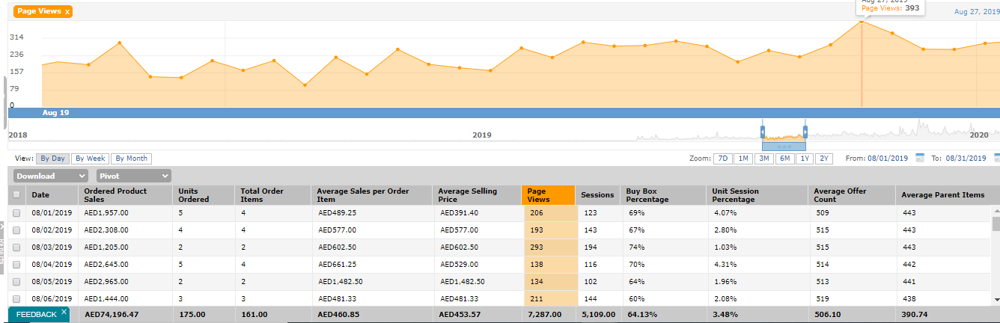 Aug 27, 2019
Page Views x
Page Views: 393
Aug 27, 2019
314
236
157
79
0
Aug 19
2018 2019 2020
View: By Day By Week By Month Zoom: 7D 1M 3M 6M 1Y 2Y From: 08/01/2019 To: 08/31/2019
Download Pivot
Date Ordered Product Sales Units Ordered Total Order Items Average Sales per Order Item Average Selling Price Page Views Sessions Buy Box Percentage Unit Session Percentage Average Offer Count Average Parent Items
08/01/2019 AED1,957.00 5 4 AED489.25 AED391.40 206 123 69% 4.07% 509 443
08/02/2019 AED2,308.00 4 4 AED577.00 AED577.00 193 143 67% 2.80% 515 443
08/03/2019 AED1,205.00 2 2 AED602.50 AED602.50 293 194 74% 1.03% 515 443
08/04/2019 AED2,645.00 5 4 AED661.25 AED529.00 138 116 70% 4.31% 514 442
08/05/2019 AED2,965.00 2 2 AED1,482.50 AED1,482.50 134 102 64% 1.96% 513 441
08/06/2019 AED1,444.00 3 3 AED481.33 AED481.33 211 144 60% 2.08% 519 438
FEEDBACK X AED74,196.47 175.00 161.00 AED460.85 AED453.57 7,287.00 5,109.00 64.13% 3.48% 506.10 390.74